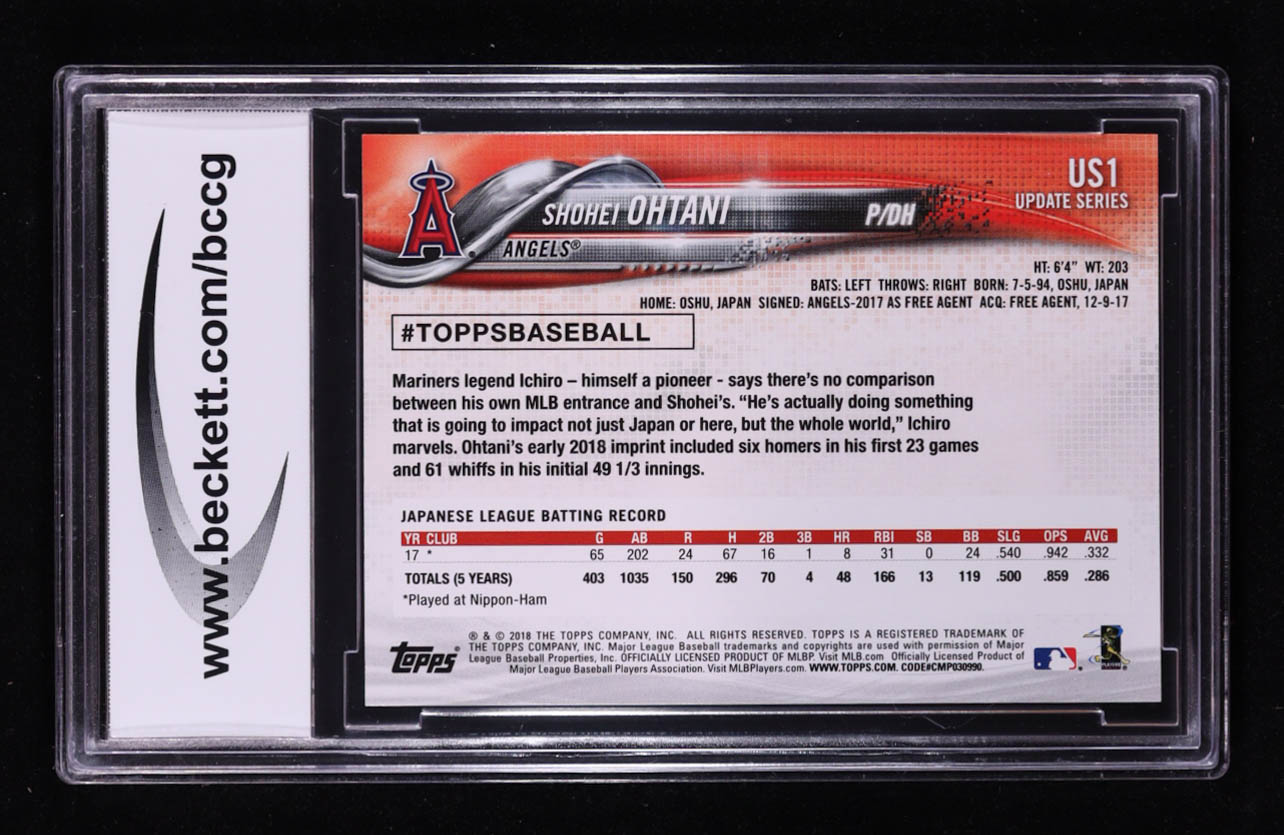 www.beckett.com/bccg
A
SHOHEI OHTANI
P/DH
ANGELS®
US1
UPDATE SERIES
HT: 6'4" WT: 203
BATS: LEFT THROWS: RIGHT BORN: 7-5-94, OSHU, JAPAN
HOME: OSHU, JAPAN SIGNED: ANGELS-2017 AS FREE AGENT ACQ: FREE AGENT, 12-9-17
#TOPPSBASEBALL
Mariners legend Ichiro – himself a pioneer - says there's no comparison
between his own MLB entrance and Shohei's. “He's actually doing something
that is going to impact not just Japan or here, but the whole world,” Ichiro
marvels. Ohtani's early 2018 imprint included six homers in his first 23 games
and 61 whiffs in his initial 49 1/3 innings.
JAPANESE LEAGUE BATTING RECORD
YR CLUB G AB R H 2B 3B HR RBI SB BB SLG OPS AVG
17 * 65 202 24 67 16 1 8 31 0 24 .540 .942 .332
TOTALS (5 YEARS) 403 1035 150 296 70 4 48 166 13 119 .500 .859 .286
*Played at Nippon-Ham
topps®
® & © 2018 THE TOPPS COMPANY, INC. ALL RIGHTS RESERVED. TOPPS IS A REGISTERED TRADEMARK OF
THE TOPPS COMPANY, INC. Major League Baseball trademarks and copyrights are used with permission of Major
League Baseball Properties, Inc. OFFICIALLY LICENSED PRODUCT OF MLBP. Visit MLB.com Officially Licensed Product of
Major League Baseball Players Association. Visit MLBPlayers.com. WWW.TOPPS.COM. CODE#CMP030990.